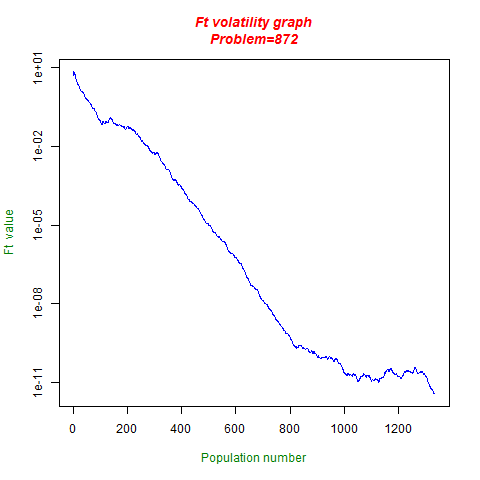 Ft volatility graph
Problem=872
1e+01
1e-02
1e-05
1e-08
1e-11
Ft value
0 200 400 600 800 1000 1200
Population number